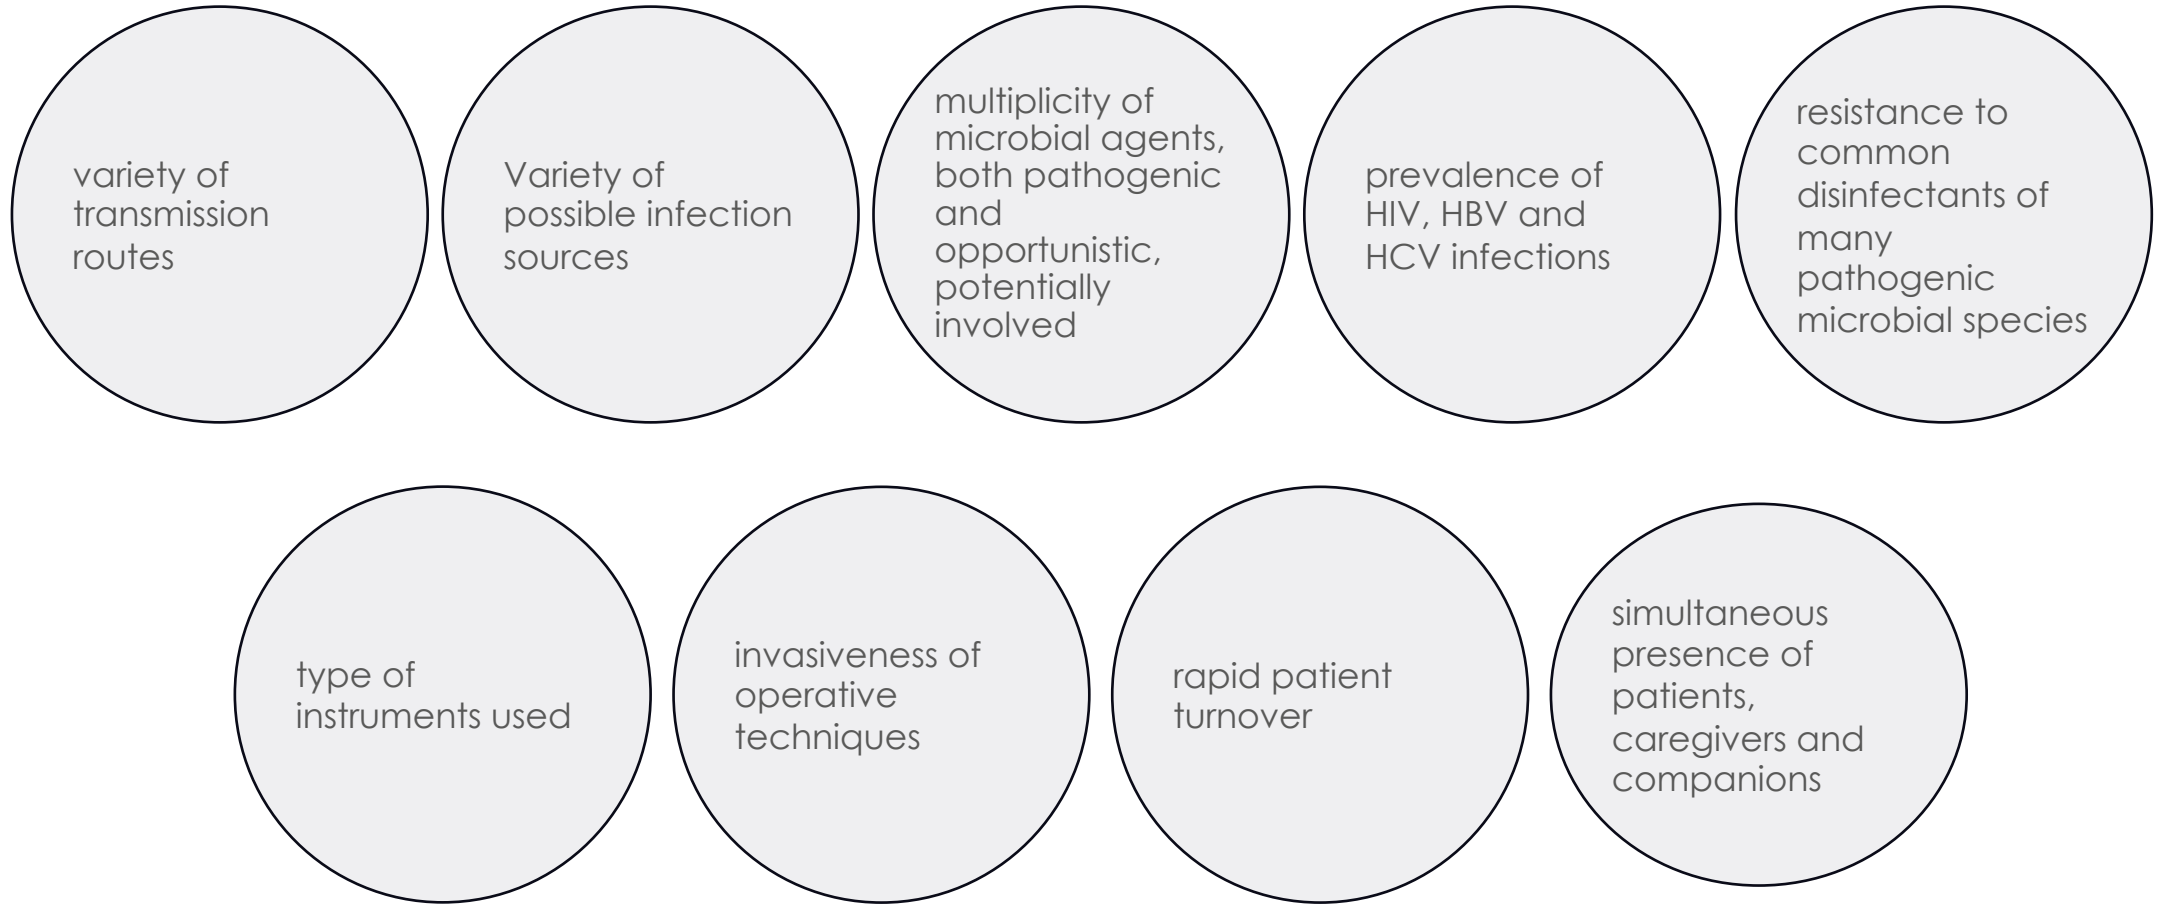 variety of
transmission
routes
Variety of
possible infection
sources
multiplicity of
microbial agents,
both pathogenic
and
opportunistic,
potentially
involved
prevalence of
HIV, HBV and
HCV infections
resistance to
common
disinfectants of
many
pathogenic
microbial species
type of
instruments used
invasiveness of
operative
techniques
rapid patient
turnover
simultaneous
presence of
patients,
caregivers and
companions